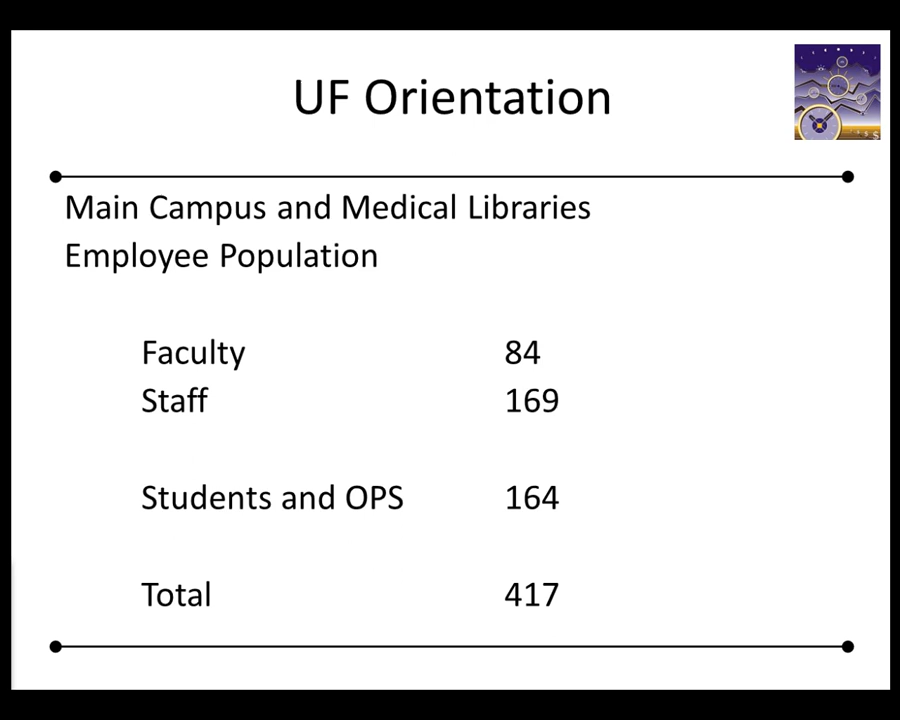 UF Orientation
Main Campus and Medical Libraries
Employee Population
Faculty 84
Staff 169
Students and OPS 164
Total 417